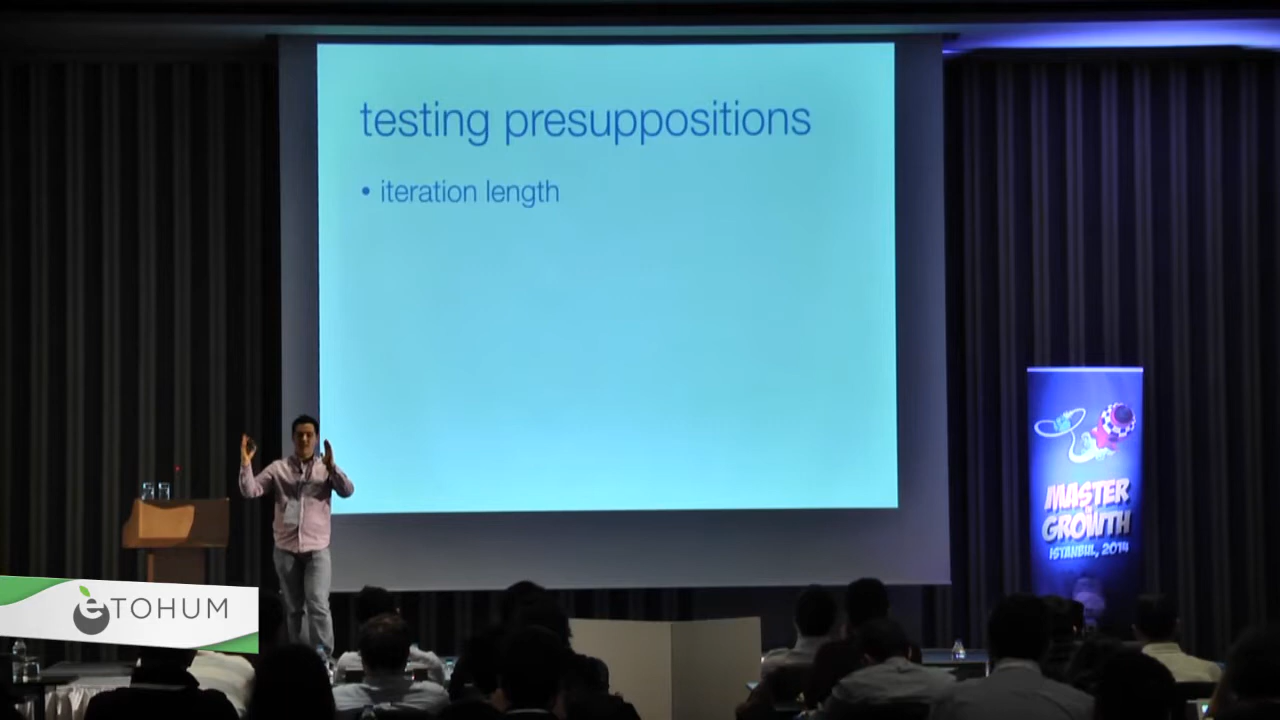 testing presuppositions
• iteration length
MASTER
GROWTH
ISTANBUL, 2014
eTOHUM